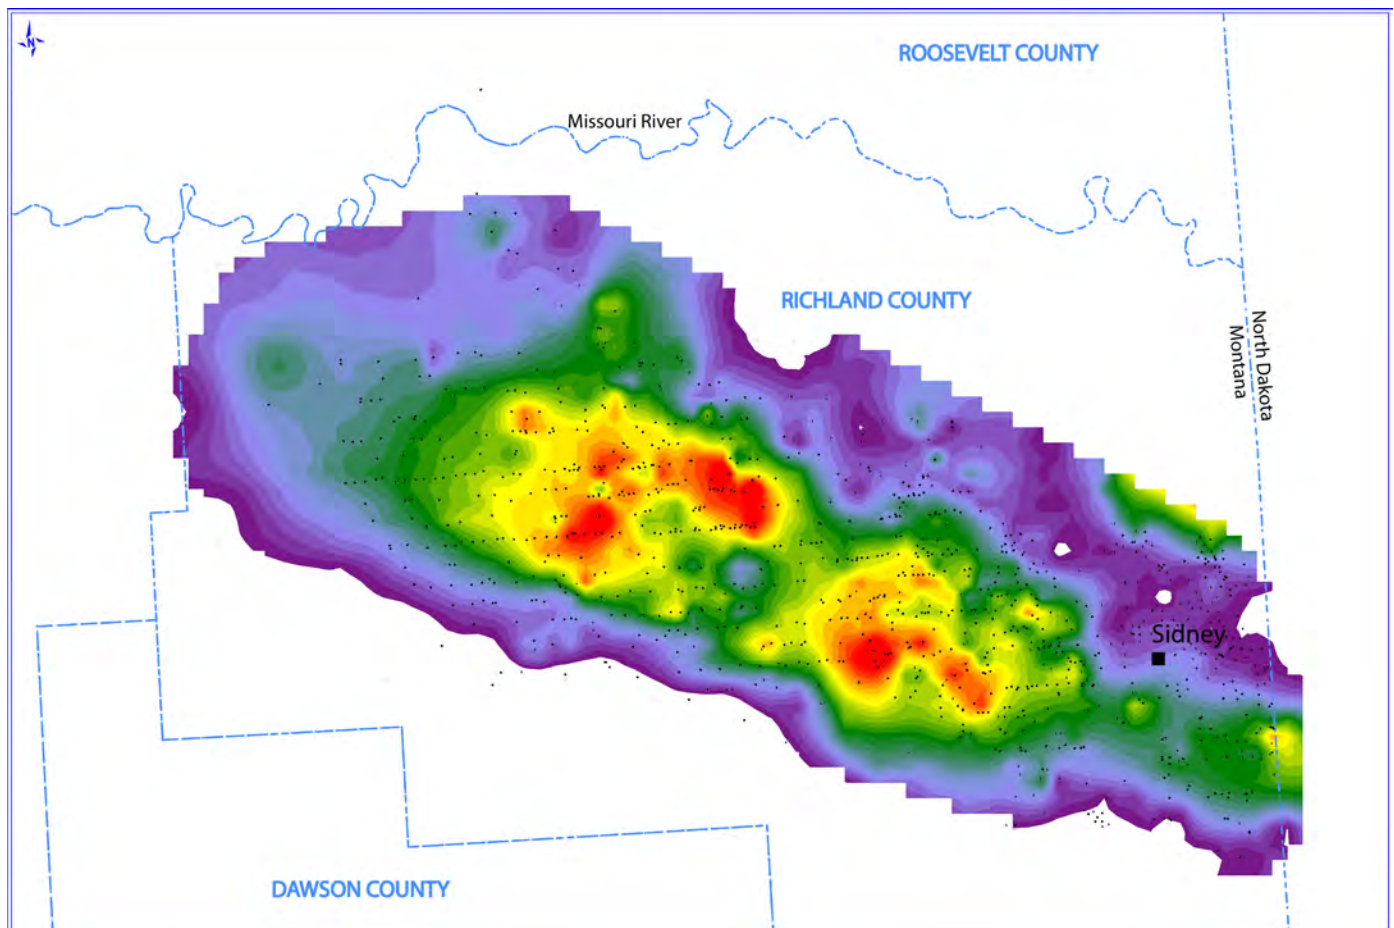 N
ROOSEVELT COUNTY
Missouri River
RICHLAND COUNTY
North Dakota
Montana
Sidney
DAWSON COUNTY